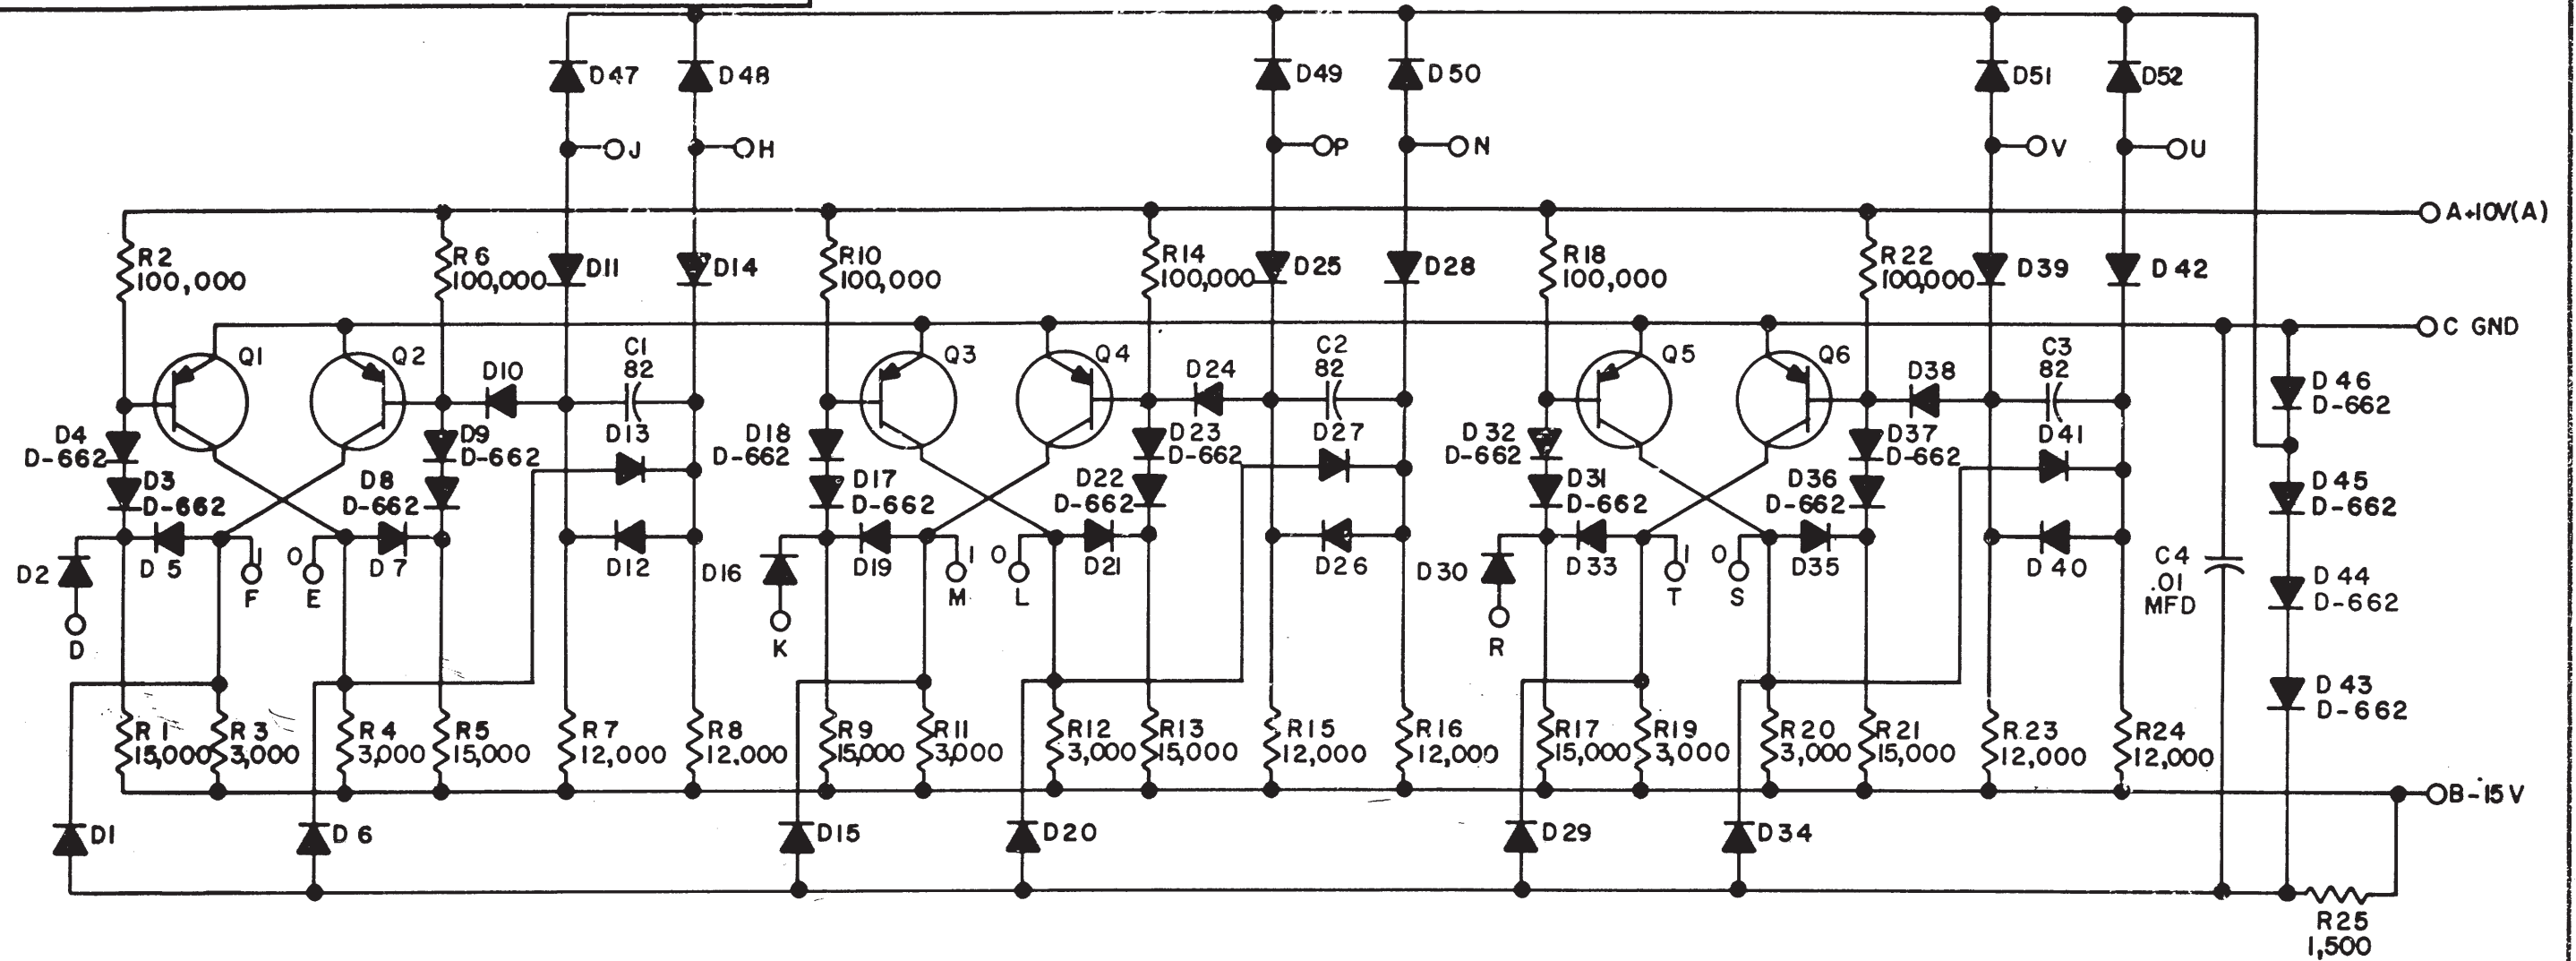 D47
D48
D49
D50
D51
D52
J
H
P
N
V
U
A+10V(A)
R2
100,000
R6
100,000
D11
D14
R10
100,000
R14
100,000
D25
D28
R18
100,000
R22
100,000
D39
D42
C GND
Q1
Q2
D10
C1
82
Q3
Q4
D24
C2
82
Q5
Q6
D38
C3
82
D46
D-662
D4
D-662
D9
D-662
D13
D18
D-662
D23
D-662
D27
D32
D-662
D37
D-662
D41
D3
D-662
D8
D-662
D17
D-662
D22
D-662
D31
D-662
D36
D-662
D45
D-662
D2
D5
1
F
0
E
D7
D12
D16
D19
1
M
0
L
D21
D26
D30
D33
1
T
0
S
D35
D40
C4
.01
MFD
D44
D-662
D
K
R
D43
D-662
R1
15,000
R3
3,000
R4
3,000
R5
15,000
R7
12,000
R8
12,000
R9
15,000
R11
3,000
R12
3,000
R13
15,000
R15
12,000
R16
12,000
R17
15,000
R19
3,000
R20
3,000
R21
15,000
R23
12,000
R24
12,000
B-15V
D1
D6
D15
D20
D29
D34
R25
1,500